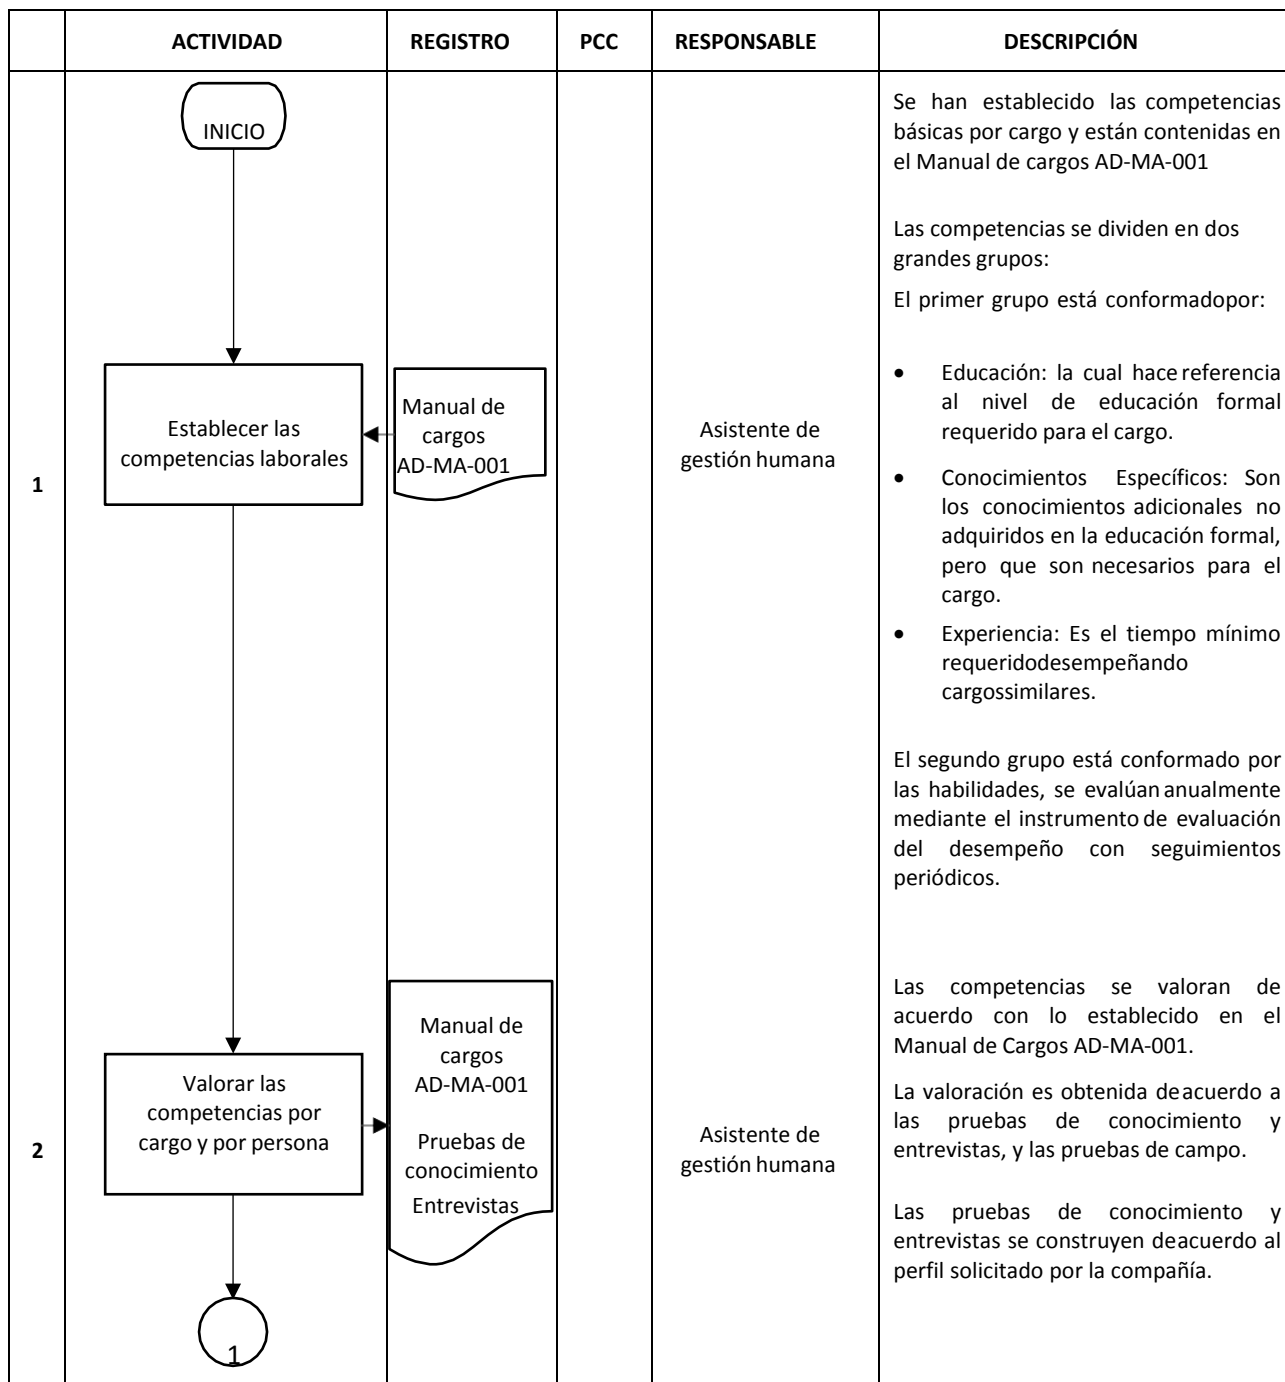 ACTIVIDAD
REGISTRO
PCC
RESPONSABLE
DESCRIPCIÓN
1
INICIO
Establecer las
competencias laborales
Manual de
cargos
AD-MA-001
Asistente de
gestión humana
Se han establecido las competencias
básicas por cargo y están contenidas en
el Manual de cargos AD-MA-001
Las competencias se dividen en dos
grandes grupos:
El primer grupo está conformadopor:
• Educación: la cual hace referencia
al nivel de educación formal
requerido para el cargo.
• Conocimientos Específicos: Son
los conocimientos adicionales no
adquiridos en la educación formal,
pero que son necesarios para el
cargo.
• Experiencia: Es el tiempo mínimo
requeridodesempeñando
cargossimilares.
El segundo grupo está conformado por
las habilidades, se evalúan anualmente
mediante el instrumento de evaluación
del desempeño con seguimientos
periódicos.
2
Valorar las
competencias por
cargo y por persona
Manual de
cargos
AD-MA-001
Pruebas de
conocimiento
Entrevistas
Asistente de
gestión humana
Las competencias se valoran de
acuerdo con lo establecido en el
Manual de Cargos AD-MA-001.
La valoración es obtenida deacuerdo a
las pruebas de conocimiento y
entrevistas, y las pruebas de campo.
Las pruebas de conocimiento y
entrevistas se construyen deacuerdo al
perfil solicitado por la compañía.
1